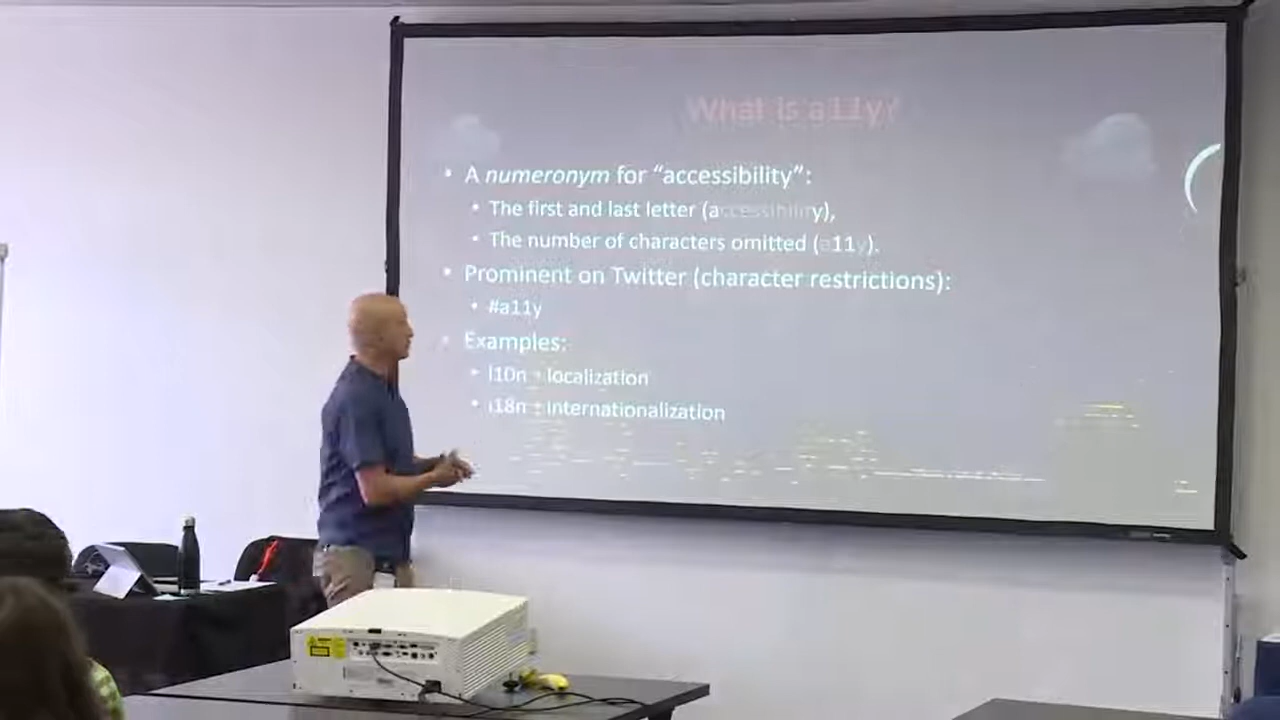 What is a11y?
• A numeronym for “accessibility”:
• The first and last letter (accessibility),
• The number of characters omitted (a11y).
• Prominent on Twitter (character restrictions):
• #a11y
• Examples:
• l10n - localization
• i18n - internationalization